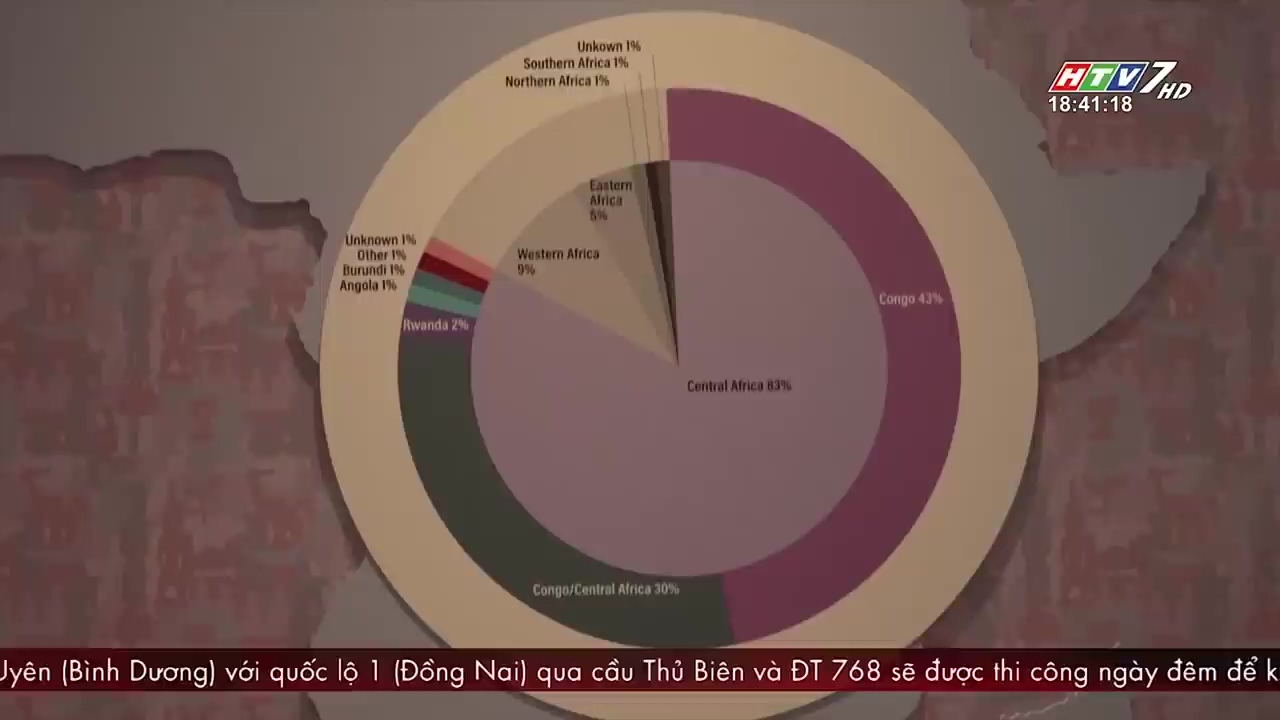 Unkown 1%
Southern Africa 1%
Northern Africa 1%
HTV7 HD
18:41:18
Eastern
Africa
5%
Western Africa
9%
Unknown 1%
Other 1%
Burundi 1%
Angola 1%
Rwanda 2%
Congo 43%
Central Africa 83%
Congo/Central Africa 30%
Uyên (Bình Dương) với quốc lộ 1 (Đồng Nai) qua cầu Thủ Biên và ĐT 768 sẽ được thi công ngày đêm để k